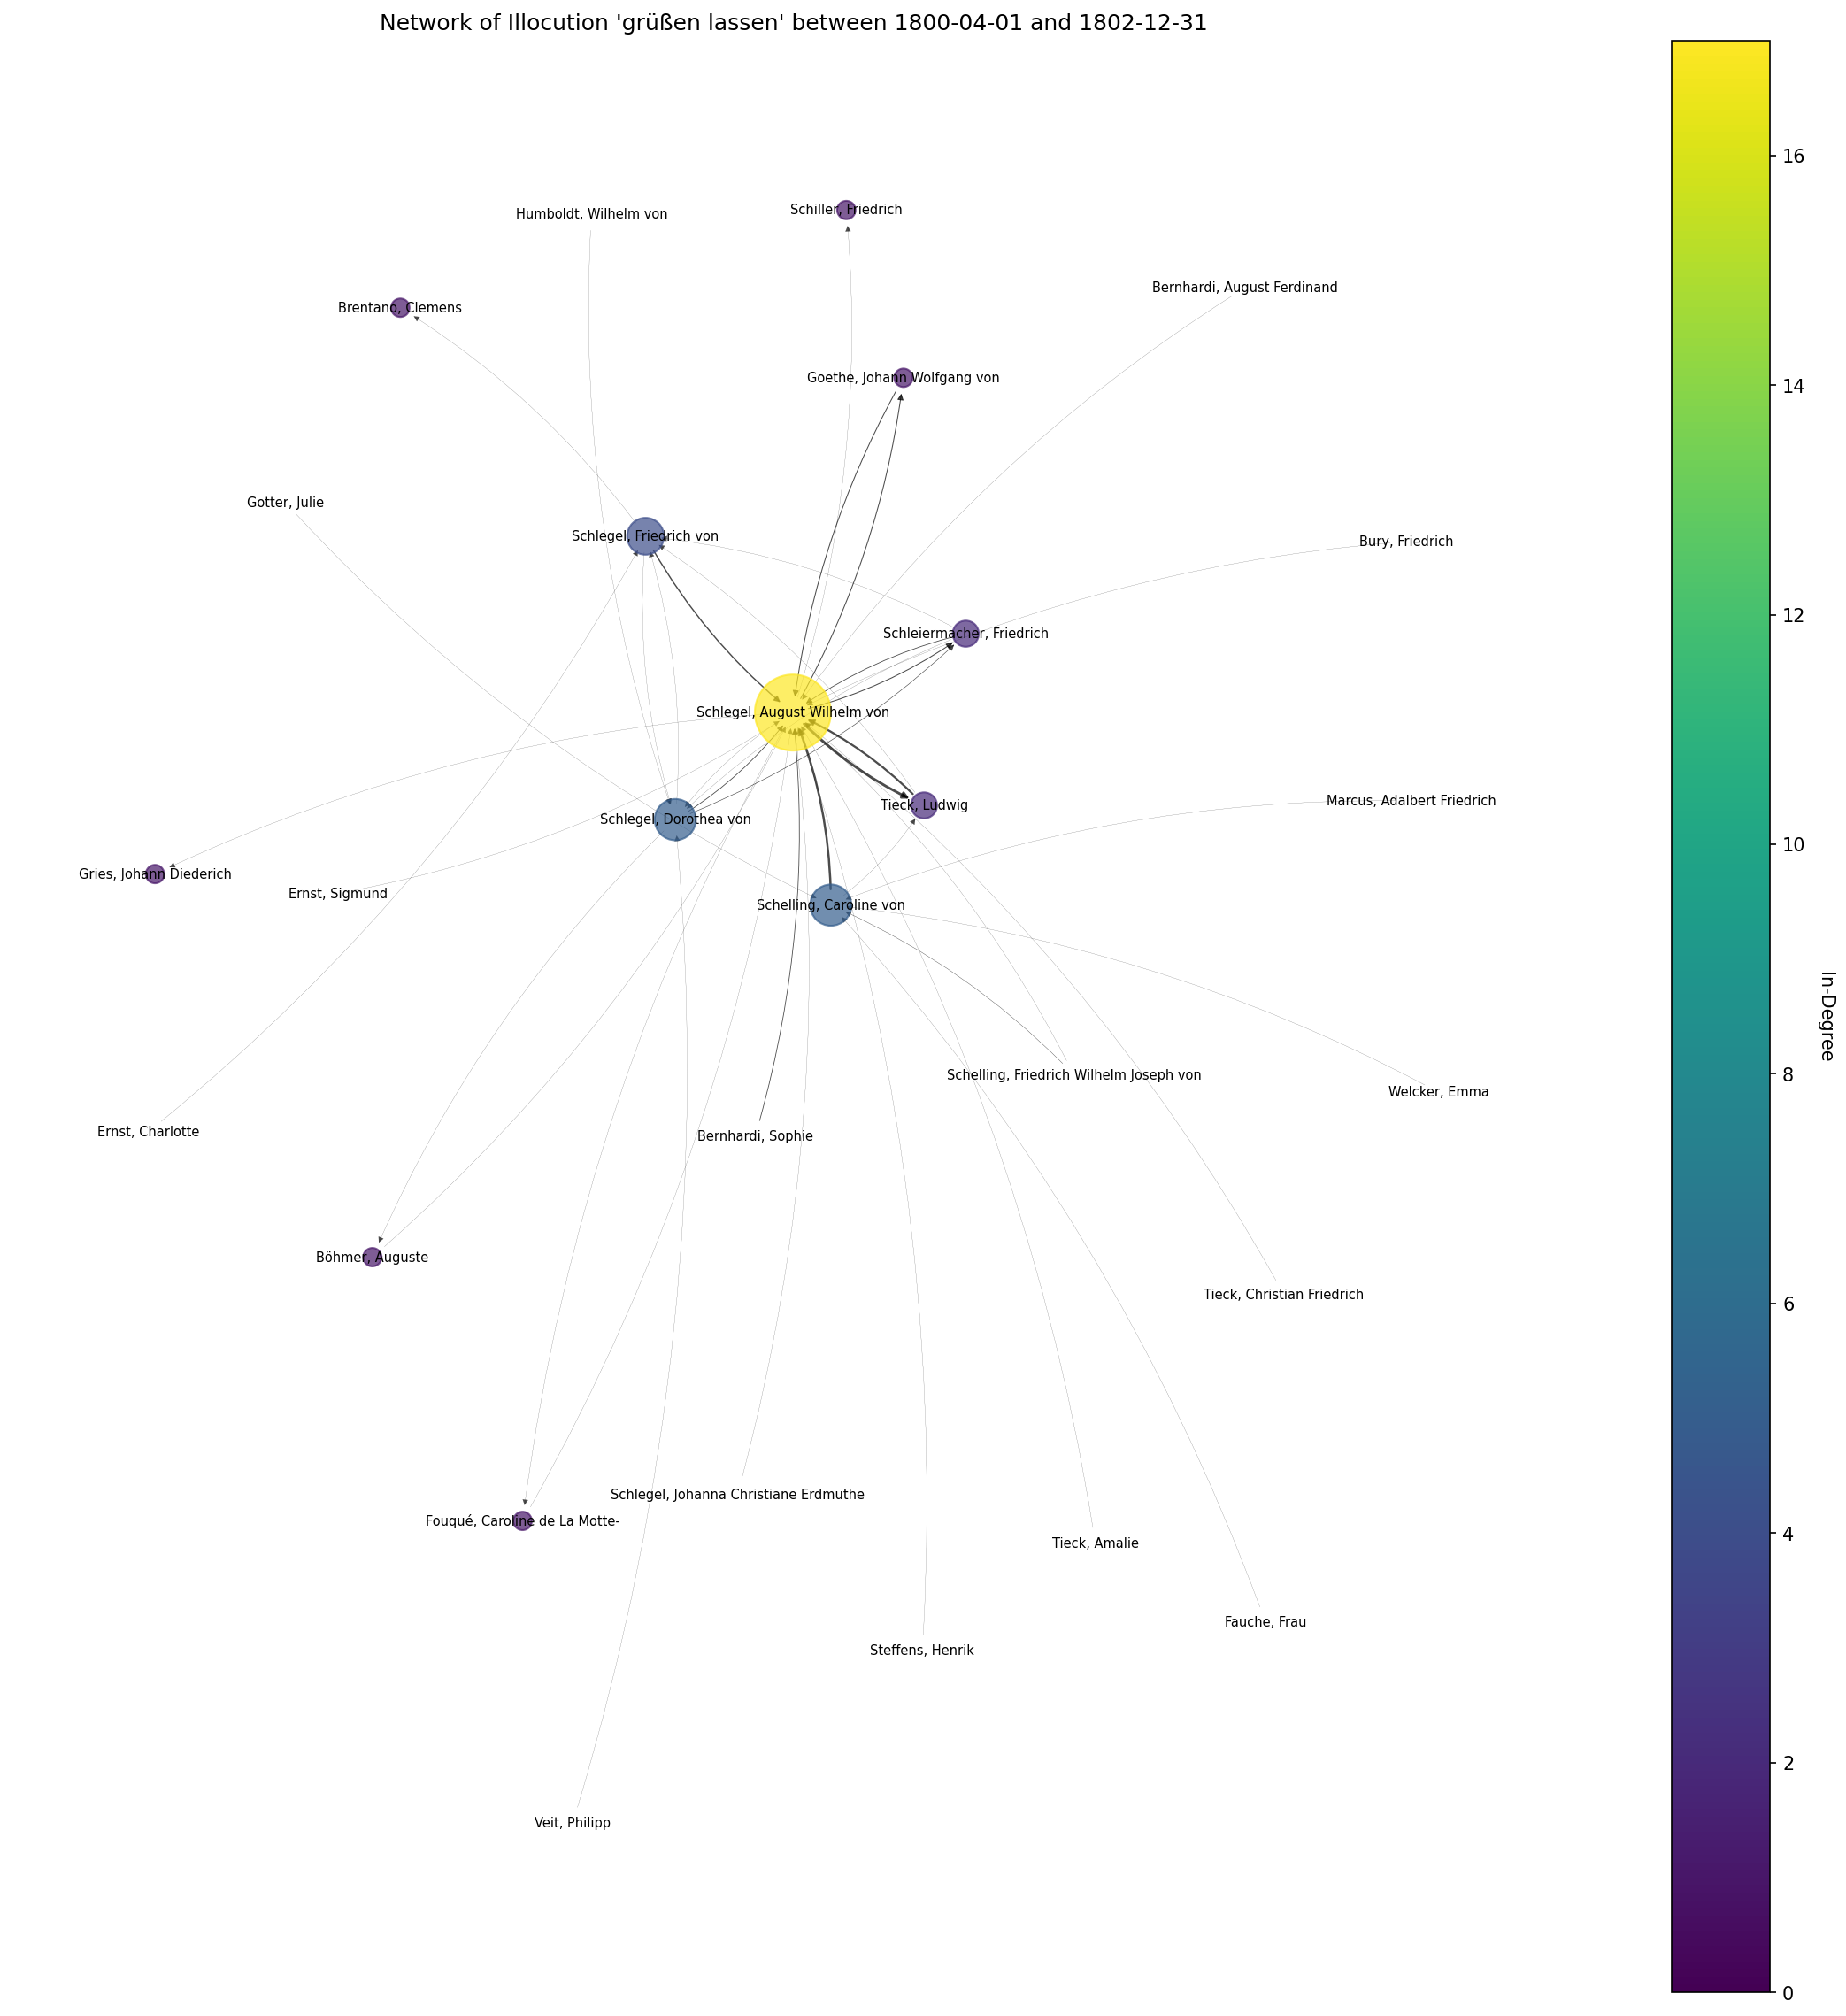 Network of Illocution 'grüßen lassen' between 1800-04-01 and 1802-12-31
Humboldt, Wilhelm von
Schiller, Friedrich
Bernhardi, August Ferdinand
Brentano, Clemens
Goethe, Johann Wolfgang von
Gotter, Julie
Schlegel, Friedrich von
Bury, Friedrich
Schleiermacher, Friedrich
Schlegel, August Wilhelm von
Marcus, Adalbert Friedrich
Tieck, Ludwig
Schlegel, Dorothea von
Gries, Johann Diederich
Ernst, Sigmund
Schelling, Caroline von
Schelling, Friedrich Wilhelm Joseph von
Welcker, Emma
Ernst, Charlotte
Bernhardi, Sophie
Böhmer, Auguste
Tieck, Christian Friedrich
Schlegel, Johanna Christiane Erdmuthe
Fouqué, Caroline de La Motte-
Tieck, Amalie
Fauche, Frau
Steffens, Henrik
Veit, Philipp
16
14
12
10
8
6
4
2
0
In-Degree